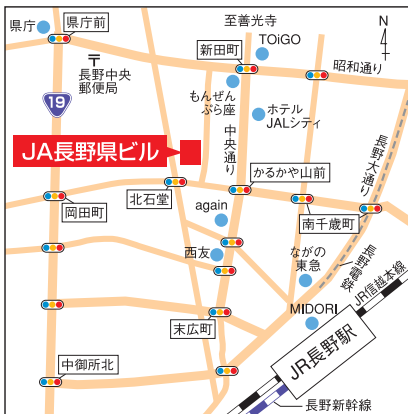 県庁
県庁前
至善光寺
N
TOiGO
新田町
昭和通り
〒
長野中央
郵便局
もんぜん
ぷら座
ホテル
JALシティ
19
中央通り
長野大通り
JA長野県ビル
かるかや山前
北石堂
岡田町
again
南千歳町
西友
ながの
東急
長野電鉄
JR信越本線
MIDORI
末広町
JR長野駅
中御所北
長野新幹線